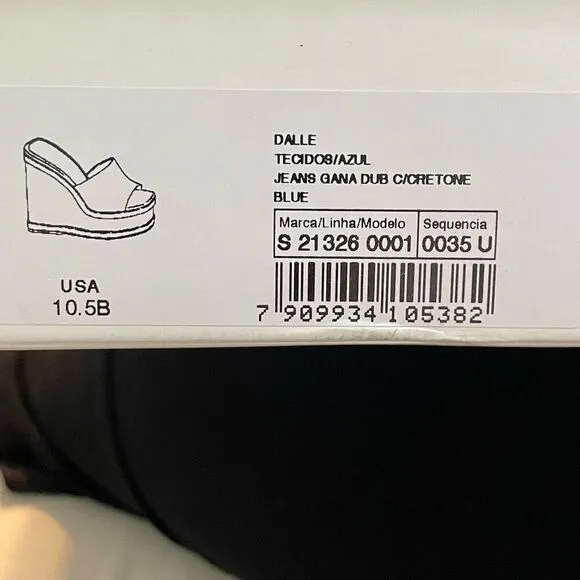 DALLE
TECIDOS/AZUL
JEANS GANA DUB C/CRETONE
BLUE
Marca/Linha/Modelo Sequencia
S 21326 0001 0035 U
USA
10.5B
7 909934 105382